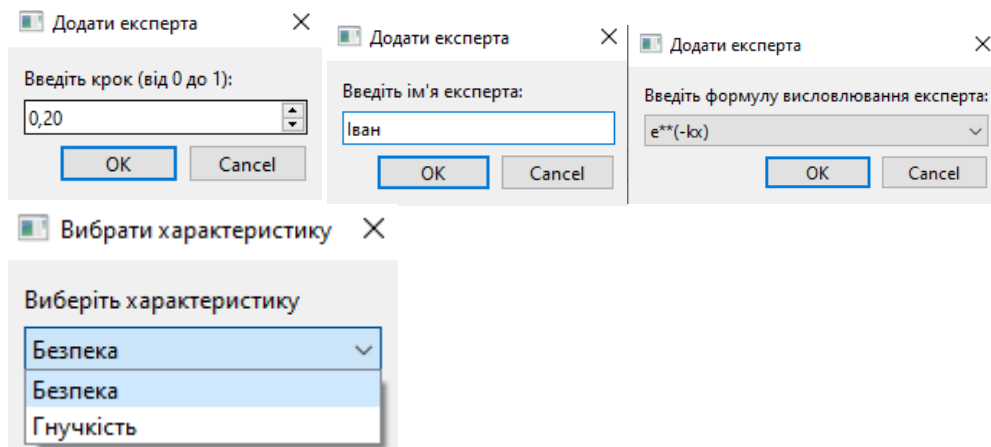 Додати експерта
Введіть крок (від 0 до 1):
0,20
OK Cancel
Додати експерта
Введіть ім'я експерта:
Іван
OK Cancel
Додати експерта
Введіть формулу висловлювання експерта:
e**(-kx)
OK Cancel
Вибрати характеристику
Виберіть характеристику
Безпека
Безпека
Гнучкість